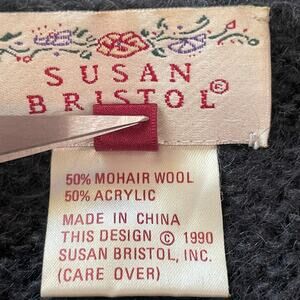 SUSAN
BRISTOL®
50% MOHAIR WOOL
50% ACRYLIC
MADE IN CHINA
THIS DESIGN © 1990
SUSAN BRISTOL, INC.
(CARE OVER)